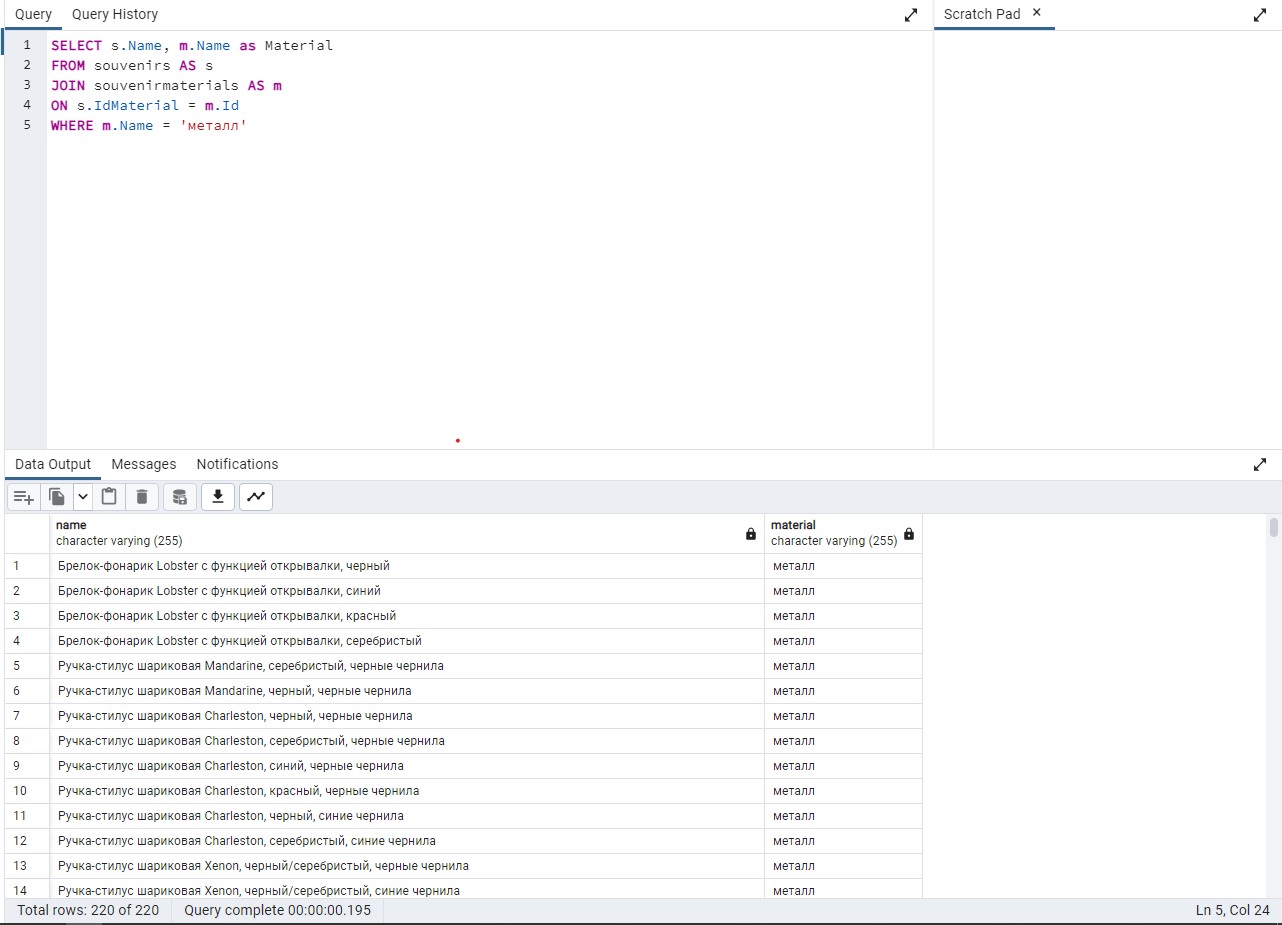 Query Query History Scratch Pad ×
1 SELECT s.Name, m.Name as Material
2 FROM souvenirs AS s
3 JOIN souvenirmaterials AS m
4 ON s.IdMaterial = m.Id
5 WHERE m.Name = 'металл'
Data Output Messages Notifications
name material
character varying (255) character varying (255)
1 Брелок-фонарик Lobster с функцией открывалки, черный металл
2 Брелок-фонарик Lobster с функцией открывалки, синий металл
3 Брелок-фонарик Lobster с функцией открывалки, красный металл
4 Брелок-фонарик Lobster с функцией открывалки, серебристый металл
5 Ручка-стилус шариковая Mandarine, серебристый, черные чернила металл
6 Ручка-стилус шариковая Mandarine, черный, черные чернила металл
7 Ручка-стилус шариковая Charleston, черный, черные чернила металл
8 Ручка-стилус шариковая Charleston, серебристый, черные чернила металл
9 Ручка-стилус шариковая Charleston, синий, черные чернила металл
10 Ручка-стилус шариковая Charleston, красный, черные чернила металл
11 Ручка-стилус шариковая Charleston, черный, синие чернила металл
12 Ручка-стилус шариковая Charleston, серебристый, синие чернила металл
13 Ручка-стилус шариковая Xenon, черный/серебристый, черные чернила металл
14 Ручка-стилус шариковая Xenon, черный/серебристый, синие чернила металл
Total rows: 220 of 220 Query complete 00:00:00.195 Ln 5, Col 24